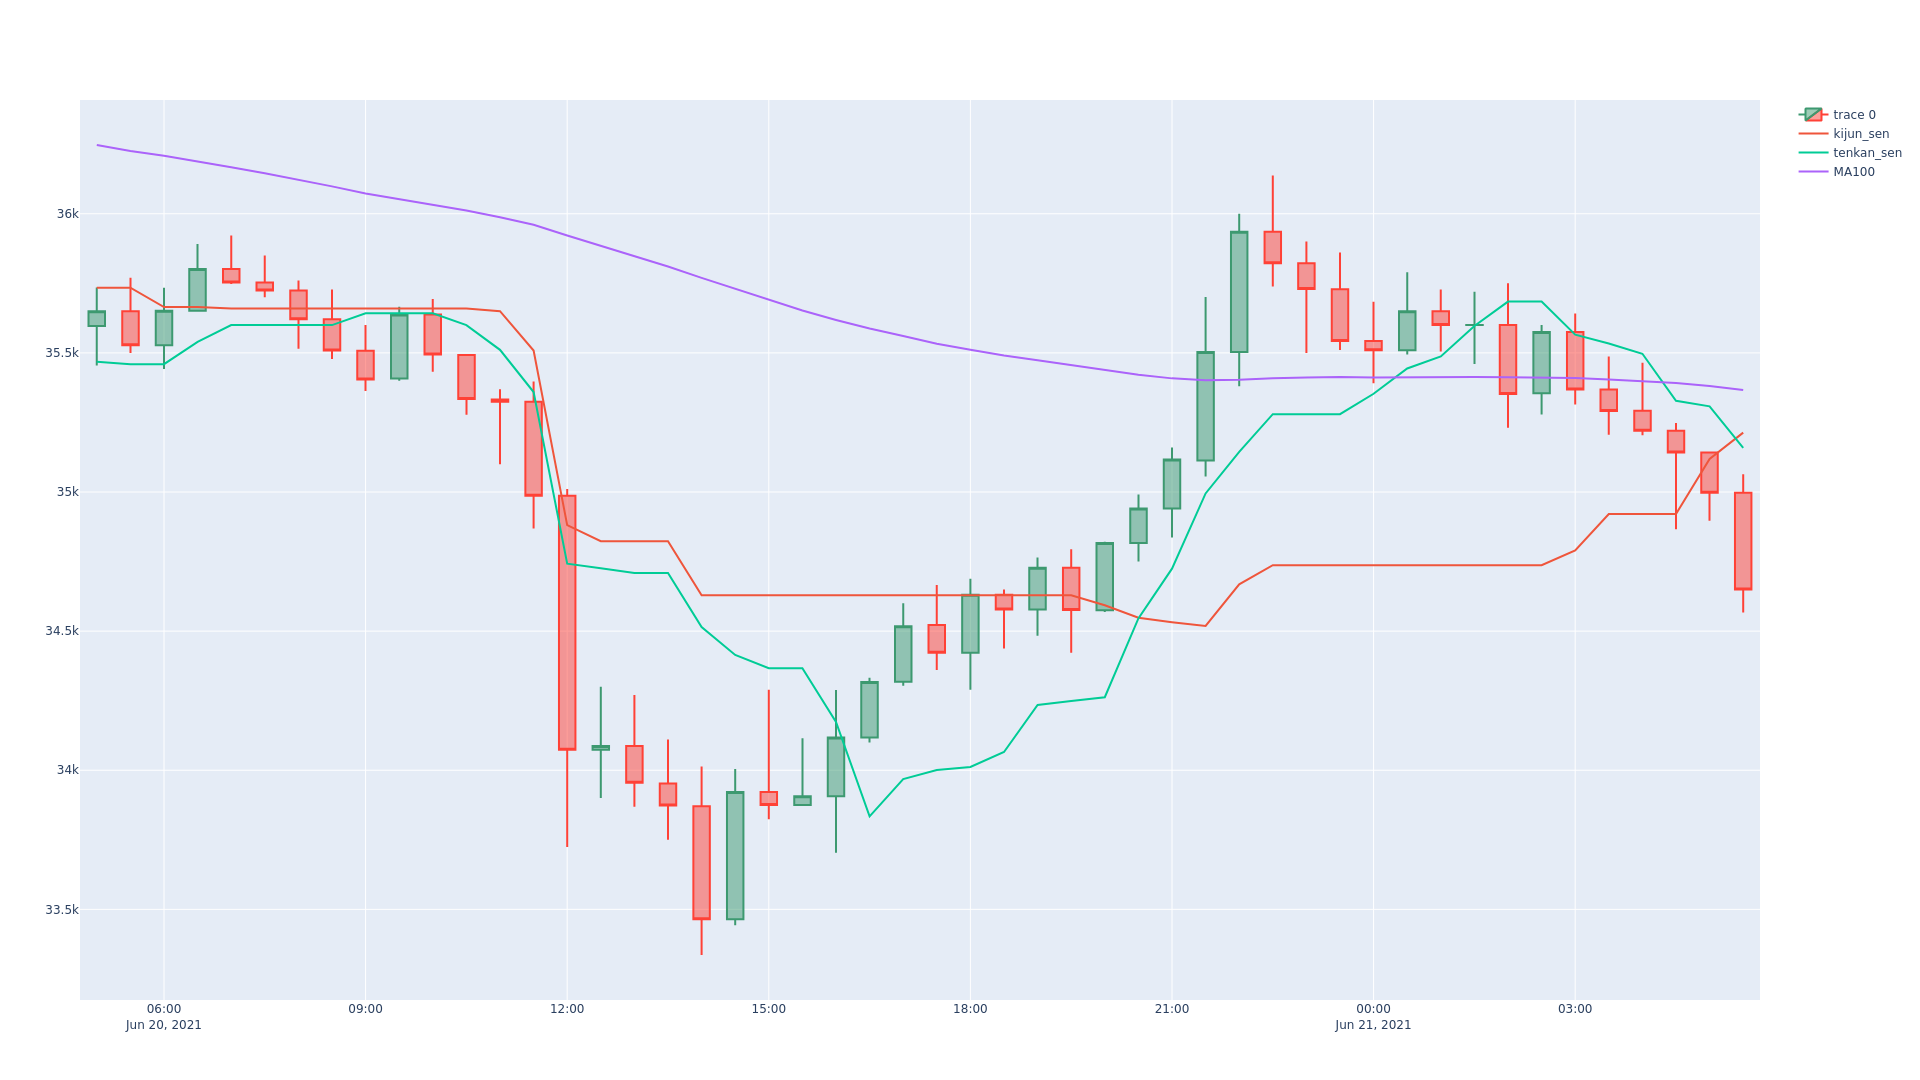 trace 0
kijun_sen
tenkan_sen
MA100
36k
35.5k
35k
34.5k
34k
33.5k
06:00 09:00 12:00 15:00 18:00 21:00 00:00 03:00
Jun 20, 2021 Jun 21, 2021